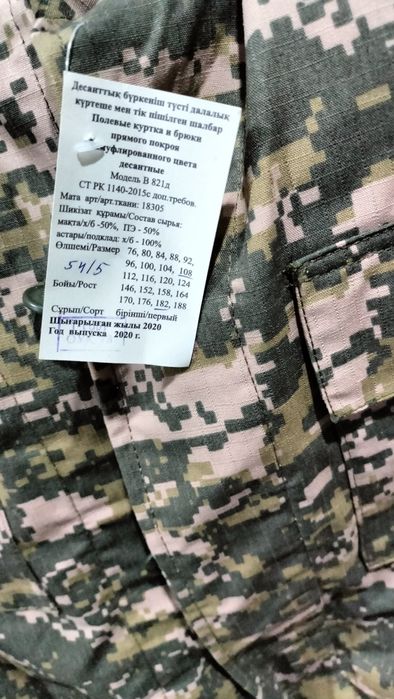 Десанттық бүркеніш түсті далалық
күртеше мен тік пішілген шалбар
Полевые куртка и брюки
прямого покроя
муфлированного цвета
десантные
Модель В 821д
СТ РК 1140-2015с доп.требов.
Мата арт/арт.ткани: 18305
Шикізат құрамы/Состав сырья:
мақта/х/б -50%, ПЭ - 50%
астары/подклад: х/б - 100%
Өлшемі/Размер 76, 80, 84, 88, 92,
54/5 96, 100, 104, 108
112, 116, 120, 124
Бойы/Рост 146, 152, 158, 164
170, 176, 182, 188
Сұрып/Сорт бірінші/первый
Шығарылған жылы 2020
Год выпуска 2020 г.